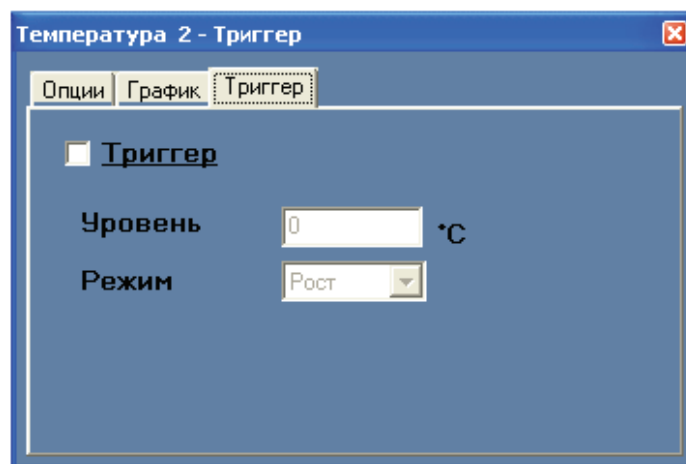 Температура 2 - Триггер
Опции График Триггер
Триггер
Уровень 0 °C
Режим Рост